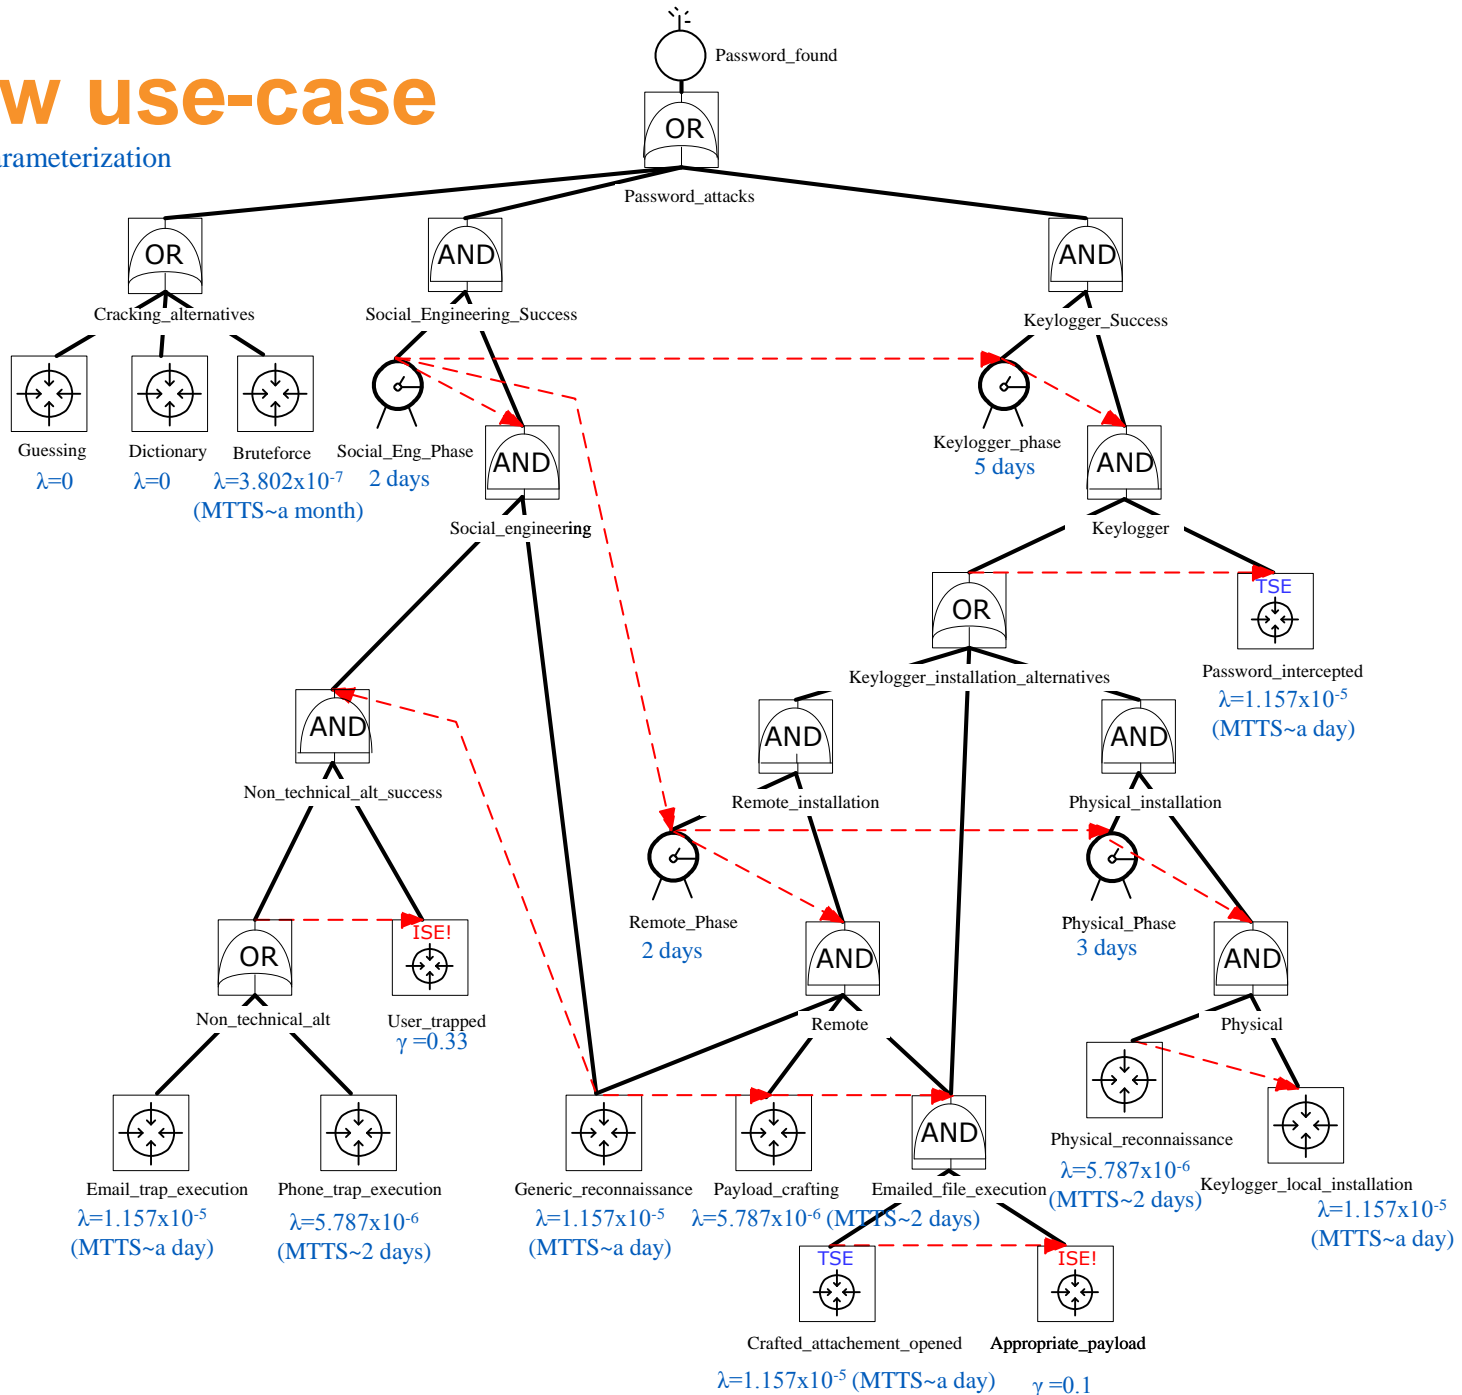 Password_found
w use-case
OR
arameterization
Password_attacks
OR
AND
AND
Cracking_alternatives
Social_Engineering_Success
Keylogger_Success
Guessing
Dictionary
Bruteforce
Social_Eng_Phase
AND
Keylogger_phase
AND
λ=0
λ=0
λ=3.802x10-7
2 days
5 days
(MTTS~a month)
Social_engineering
Keylogger
OR
TSE
Password_intercepted
Keylogger_installation_alternatives
λ=1.157x10-5
(MTTS~a day)
AND
AND
AND
Non_technical_alt_success
Remote_installation
Physical_installation
Remote_Phase
2 days
Physical_Phase
3 days
OR
ISE!
AND
AND
Non_technical_alt
User_trapped
γ =0.33
Remote
Physical
AND
Physical_reconnaissance
λ=5.787x10-6
(MTTS~2 days)
Keylogger_local_installation
λ=1.157x10-5
(MTTS~a day)
Email_trap_execution
Phone_trap_execution
Generic_reconnaissance
Payload_crafting
Emailed_file_execution
λ=1.157x10-5
λ=5.787x10-6
λ=1.157x10-5
λ=5.787x10-6 (MTTS~2 days)
(MTTS~a day)
(MTTS~2 days)
(MTTS~a day)
TSE
ISE!
Crafted_attachement_opened
Appropriate_payload
λ=1.157x10-5 (MTTS~a day)
γ =0.1